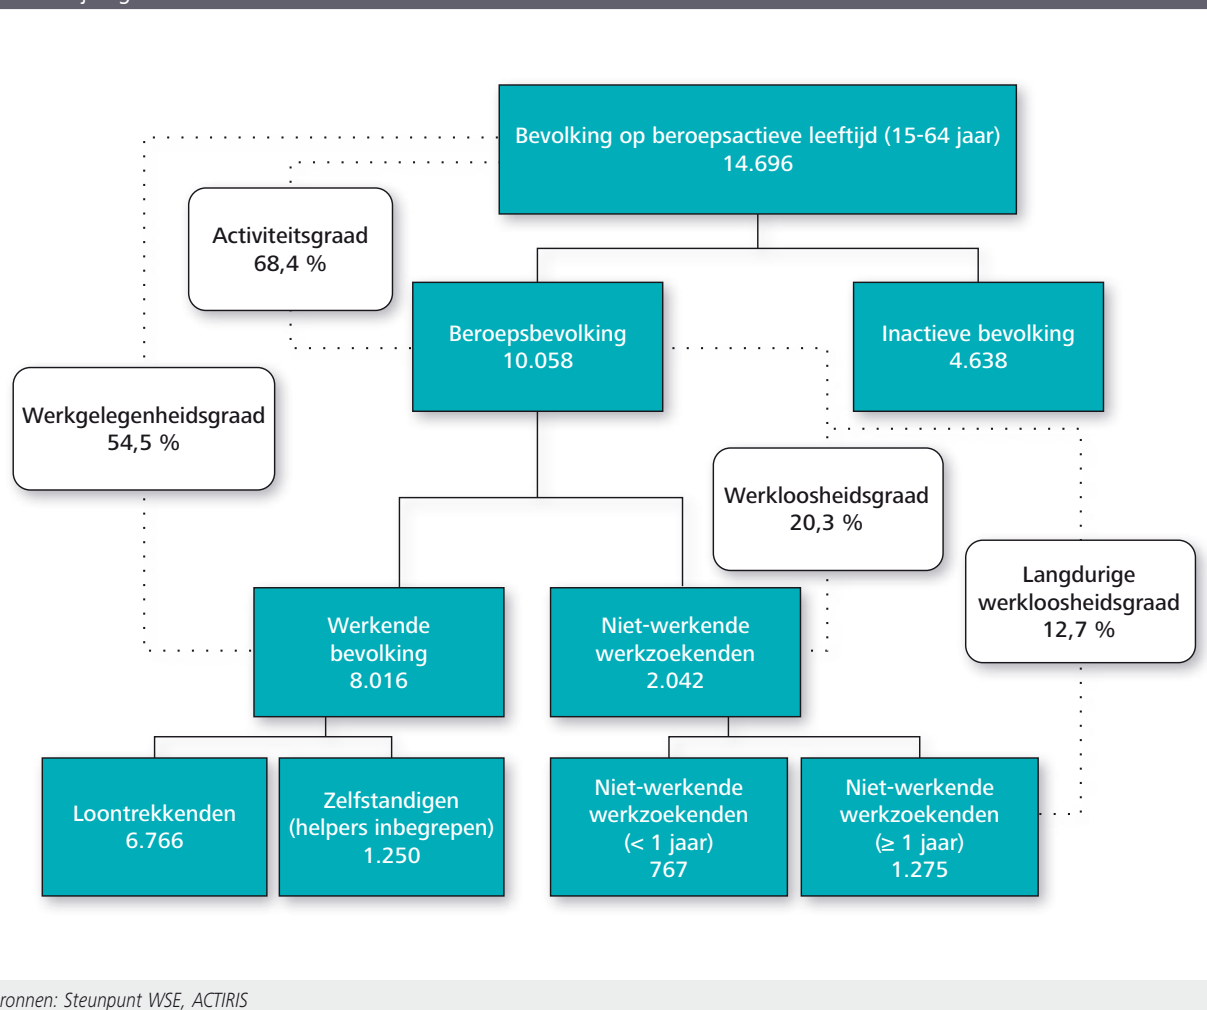 Bevolking op beroepsactieve leeftijd (15-64 jaar)
14.696
Activiteitsgraad
68,4 %
Beroepsbevolking
10.058
Inactieve bevolking
4.638
Werkgelegenheidsgraad
54,5 %
Werkloosheidsgraad
20,3 %
Langdurige
werkloosheidsgraad
12,7 %
Werkende
bevolking
8.016
Niet-werkende
werkzoekenden
2.042
Loontrekkenden
6.766
Zelfstandigen
(helpers inbegrepen)
1.250
Niet-werkende
werkzoekenden
(< 1 jaar)
767
Niet-werkende
werkzoekenden
(≥ 1 jaar)
1.275
ronnen: Steunpunt WSE, ACTIRIS